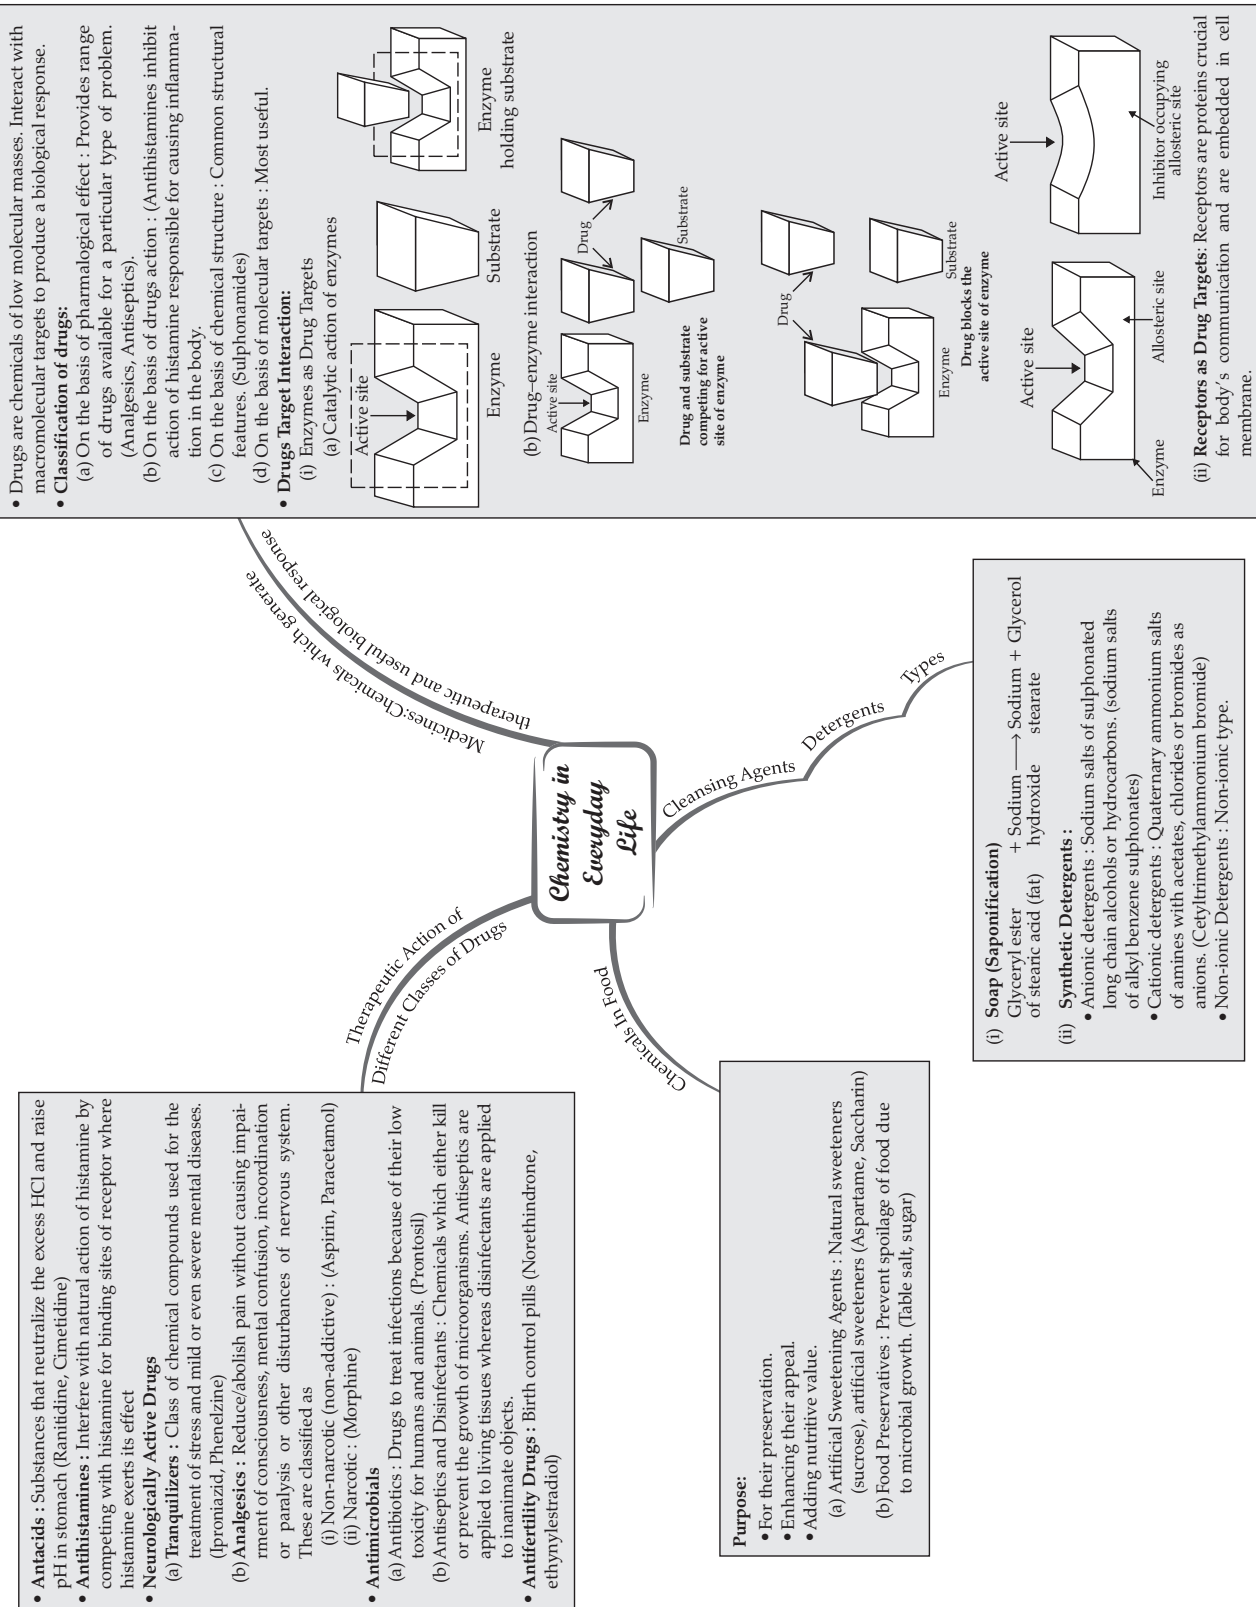 Chemistry in
Everyday
Life
Medicines:Chemicals which generate
therapeutic and useful biological response
• Drugs are chemicals of low molecular masses. Interact with
macromolecular targets to produce a biological response.
• Classification of drugs:
(a) On the basis of pharmalogical effect : Provides range
of drugs available for a particular type of problem.
(Analgesics, Antiseptics).
(b) On the basis of drugs action : (Antihistamines inhibit
action of histamine responsible for causing inflamma-
tion in the body.
(c) On the basis of chemical structure : Common structural
features. (Sulphonamides)
(d) On the basis of molecular targets : Most useful.
• Drugs Target Interaction:
(i) Enzymes as Drug Targets
(a) Catalytic action of enzymes
Active site
Enzyme
Substrate
Enzyme
holding substrate
(b) Drug–enzyme interaction
Active site
Enzyme
Drug
Substrate
Drug and substrate
competing for active
site of enzyme
Drug
Enzyme
Substrate
Drug blocks the
active site of enzyme
Enzyme
Active site
Allosteric site
Active site
Inhibitor occupying
allosteric site
(ii) Receptors as Drug Targets: Receptors are proteins crucial
for body's communication and are embedded in cell
membrane.
Therapeutic Action of
Different Classes of Drugs
• Antacids : Substances that neutralize the excess HCl and raise
pH in stomach (Ranitidine, Cimetidine)
• Antihistamines : Interfere with natural action of histamine by
competing with histamine for binding sites of receptor where
histamine exerts its effect
• Neurologically Active Drugs
(a) Tranquilizers : Class of chemical compounds used for the
treatment of stress and mild or even severe mental diseases.
(Iproniazid, Phenelzine)
(b) Analgesics : Reduce/abolish pain without causing impai-
rment of consciousness, mental confusion, incoordination
or paralysis or other disturbances of nervous system.
These are classified as
(i) Non-narcotic (non-addictive) : (Aspirin, Paracetamol)
(ii) Narcotic : (Morphine)
• Antimicrobials
(a) Antibiotics : Drugs to treat infections because of their low
toxicity for humans and animals. (Prontosil)
(b) Antiseptics and Disinfectants : Chemicals which either kill
or prevent the growth of microorganisms. Antiseptics are
applied to living tissues whereas disinfectants are applied
to inanimate objects.
• Antifertility Drugs : Birth control pills (Norethindrone,
ethynylestradiol)
Chemicals In Food
Purpose:
• For their preservation.
• Enhancing their appeal.
• Adding nutritive value.
(a) Artificial Sweetening Agents : Natural sweeteners
(sucrose), artificial sweeteners (Aspartame, Saccharin)
(b) Food Preservatives : Prevent spoilage of food due
to microbial growth. (Table salt, sugar)
Cleansing Agents
Detergents
Types
(i) Soap (Saponification)
Glyceryl ester + Sodium ⟶ Sodium + Glycerol
of stearic acid (fat) hydroxide stearate
(ii) Synthetic Detergents :
• Anionic detergents : Sodium salts of sulphonated
long chain alcohols or hydrocarbons. (sodium salts
of alkyl benzene sulphonates)
• Cationic detergents : Quaternary ammonium salts
of amines with acetates, chlorides or bromides as
anions. (Cetyltrimethylammonium bromide)
• Non-ionic Detergents : Non-ionic type.